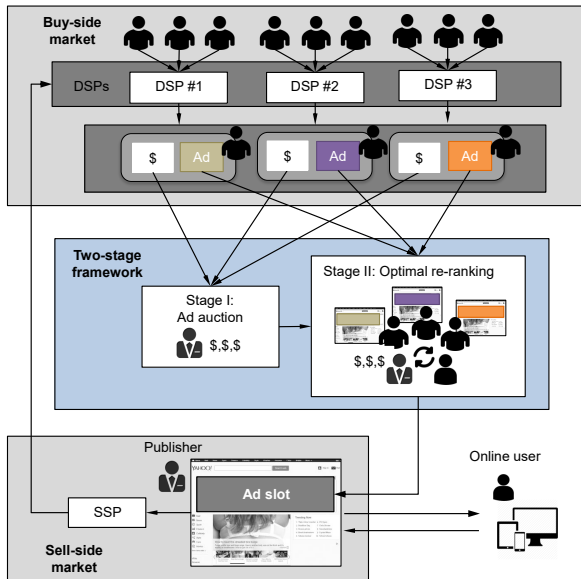 Buy-side
market
DSPs
DSP #1
DSP #2
DSP #3
$
Ad
$
Ad
$
Ad
Two-stage
framework
Stage I:
Ad auction
$,$,$
Stage II: Optimal re-ranking
$,$,$
Publisher
YAHOO!
Ad slot
SSP
Sell-side
market
Online user